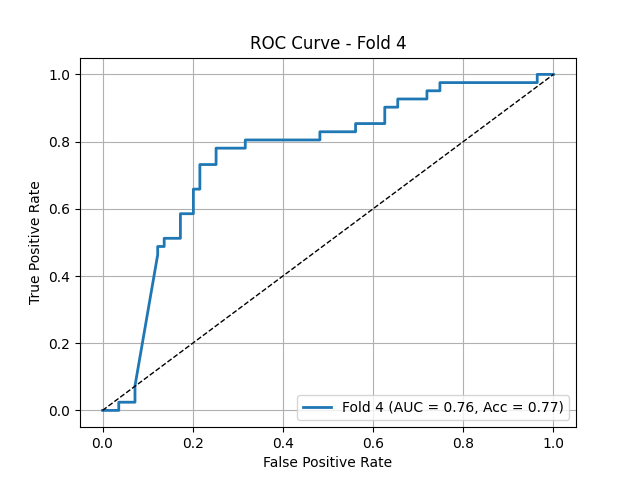 ROC Curve - Fold 4
1.0
0.8
0.6
0.4
0.2
0.0
True Positive Rate
Fold 4 (AUC = 0.76, Acc = 0.77)
0.0 0.2 0.4 0.6 0.8 1.0
False Positive Rate